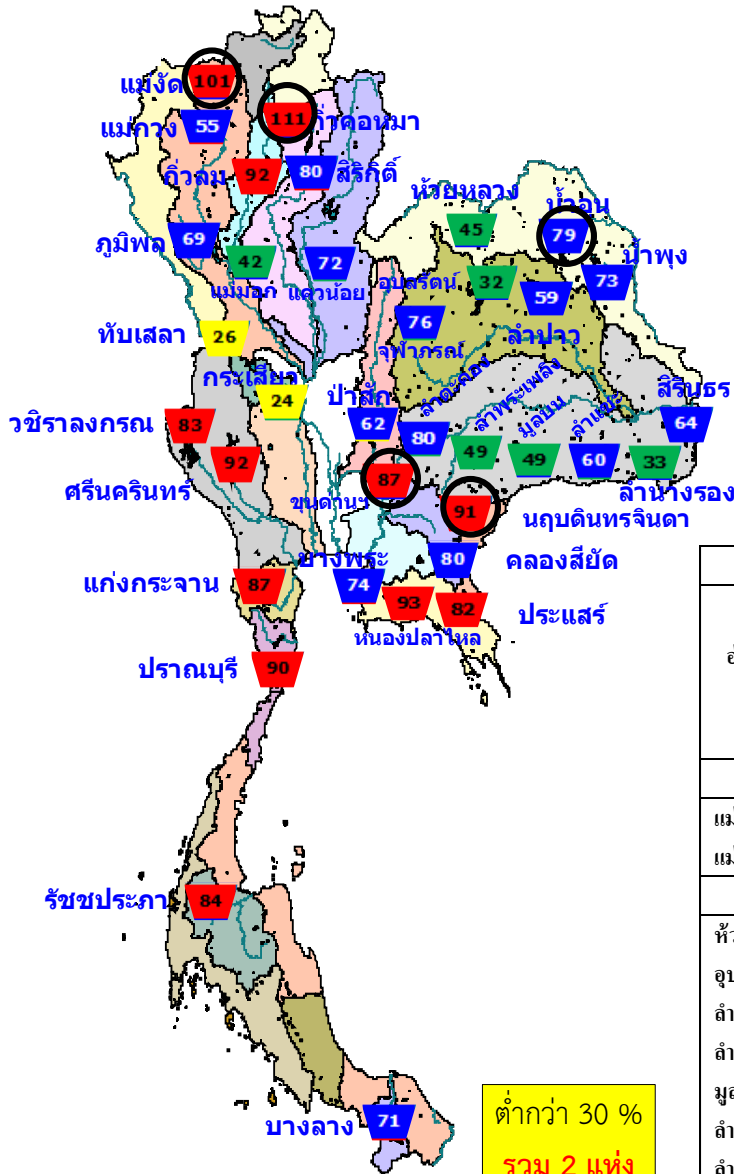 แม่งัด 101
แม่กวง 55
111 กิ่วคอหมา
กิ่วลม 92
80 สิริกิติ์
ห้วยหลวง 45
น้ำอูน 79
ภูมิพล 69
42 แม่มอก
72 แควน้อย
อุบลรัตน์ 32
59 ลำปาว
73 น้ำพุง
76 จุฬาภรณ์
ทับเสลา 26
กระเสียว 24
ป่าสัก 62
ลำตะคอง 80
ลำพระเพลิง 49
มูลบน 49
ลำแชะ 60
33 ลำนางรอง
สิรินธร 64
วชิราลงกรณ 83
ศรีนครินทร์ 92
87 ขุนด่านฯ
91 นฤบดินทรจินดา
บางพระ 74
80 คลองสียัด
แก่งกระจาน 87
93 หนองปลาไหล
82 ประแสร์
ปราณบุรี 90
รัชชประภา 84
บางลาง 71
ต่ำกว่า 30 %
รวม 2 แห่ง